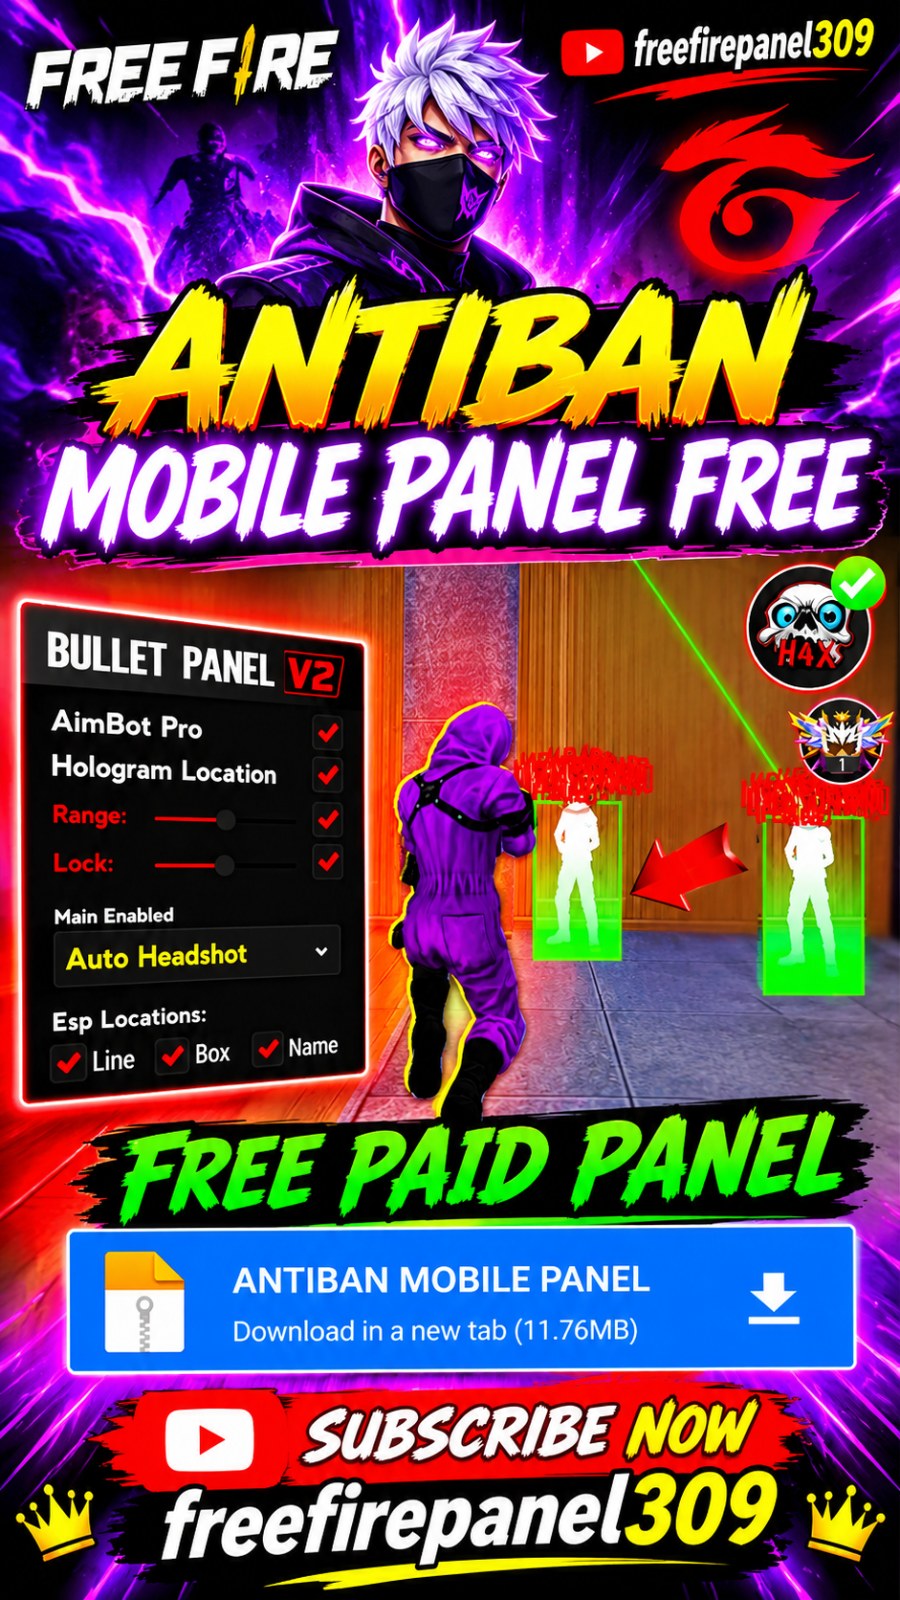 FREE FIRE
freefirepanel309
ANTIBAN
MOBILE PANEL FREE
BULLET PANEL V2
AimBot Pro
Hologram Location
Range:
Lock:
Main Enabled
Auto Headshot
Esp Locations:
Line Box Name
H4X
1
FREE PAID PANEL
ANTIBAN MOBILE PANEL
Download in a new tab (11.76MB)
SUBSCRIBE NOW
freefirepanel309